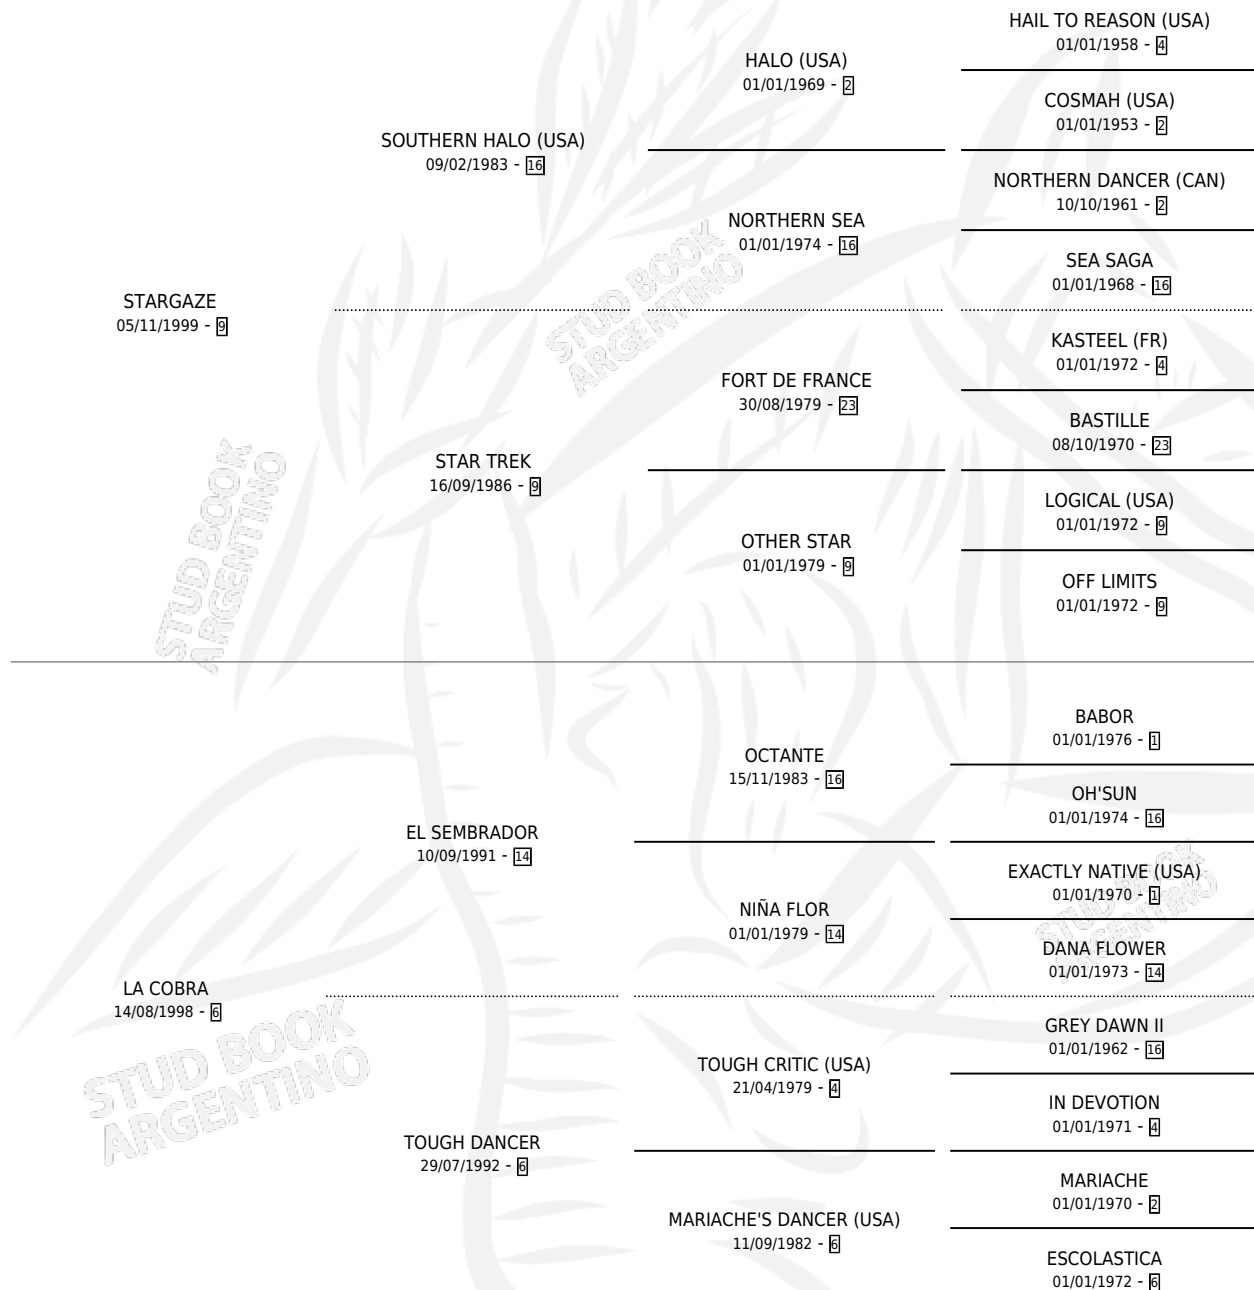 HAIL TO REASON (USA)
01/01/1958 - 4
HALO (USA)
01/01/1969 - 2
COSMAH (USA)
01/01/1953 - 2
SOUTHERN HALO (USA)
09/02/1983 - 16
NORTHERN DANCER (CAN)
10/10/1961 - 2
NORTHERN SEA
01/01/1974 - 16
SEA SAGA
01/01/1968 - 16
STARGAZE
05/11/1999 - 9
KASTEEL (FR)
01/01/1972 - 4
FORT DE FRANCE
30/08/1979 - 23
BASTILLE
08/10/1970 - 23
STAR TREK
16/09/1986 - 9
LOGICAL (USA)
01/01/1972 - 9
OTHER STAR
01/01/1979 - 9
OFF LIMITS
01/01/1972 - 9
BABOR
01/01/1976 - 1
OCTANTE
15/11/1983 - 16
OH'SUN
01/01/1974 - 16
EL SEMBRADOR
10/09/1991 - 14
EXACTLY NATIVE (USA)
01/01/1970 - 1
NIÑA FLOR
01/01/1979 - 14
DANA FLOWER
01/01/1973 - 14
LA COBRA
14/08/1998 - 6
GREY DAWN II
01/01/1962 - 16
TOUGH CRITIC (USA)
21/04/1979 - 4
IN DEVOTION
01/01/1971 - 4
TOUGH DANCER
29/07/1992 - 6
MARIACHE
01/01/1970 - 2
MARIACHE'S DANCER (USA)
11/09/1982 - 6
ESCOLASTICA
01/01/1972 - 6
STUD BOOK
ARGENTINO
STUD BOOK
ARGENTINO
STUD BOOK
ARGENTINO
STUD BOOK
ARGENTINO